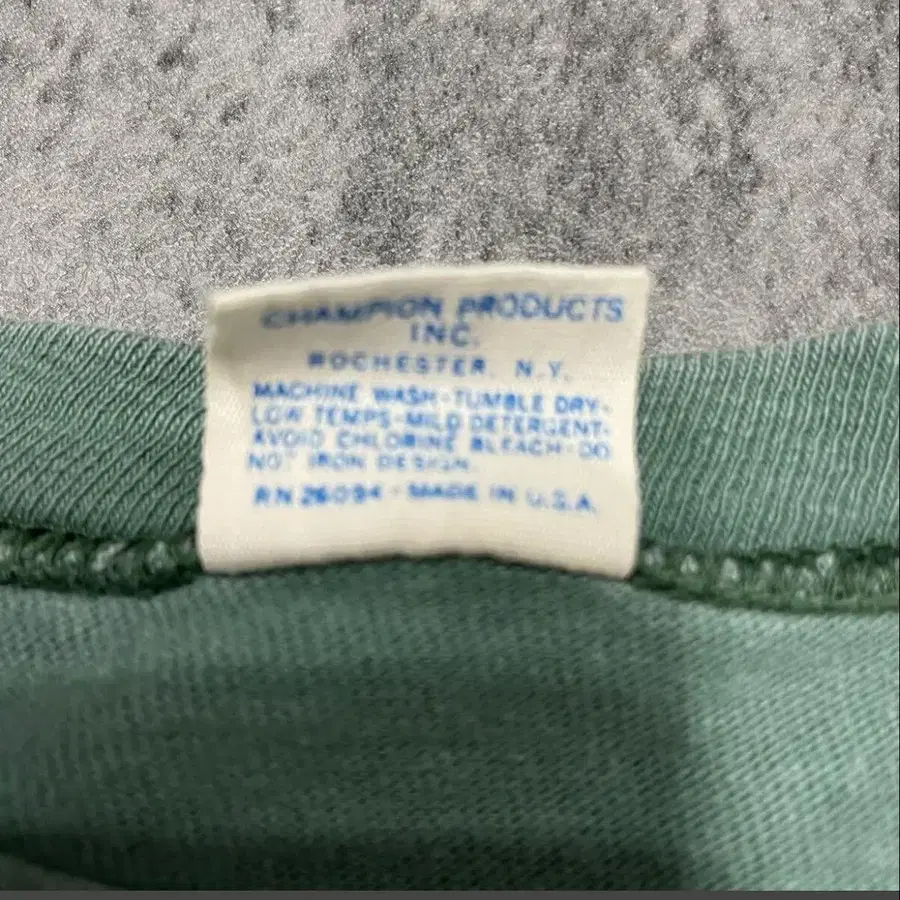 CHAMPION PRODUCTS
INC.
ROCHESTER, N.Y.
MACHINE WASH-TUMBLE DRY-
LOW TEMPS-MILD DETERGENT-
AVOID CHLORINE BLEACH-DO
NOT IRON DESIGN.
RN 26094 - MADE IN U.S.A.